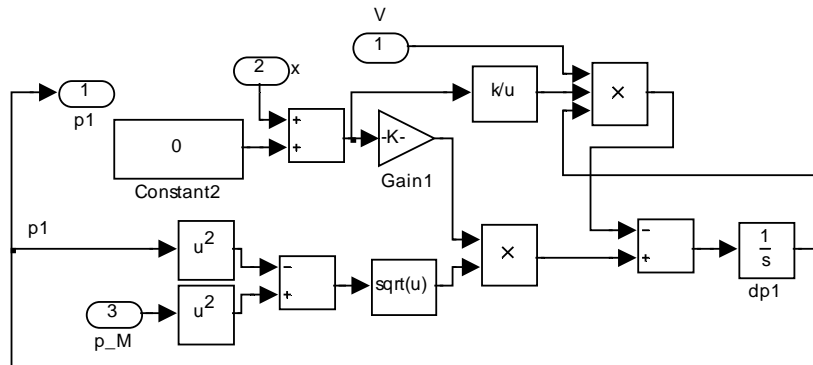 V
1
2
x
1
p1
k/u
×
+
+
-K-
0
Constant2
Gain1
p1
u²
−
+
sqrt(u)
×
−
+
1
s
dp1
3
p_M
u²